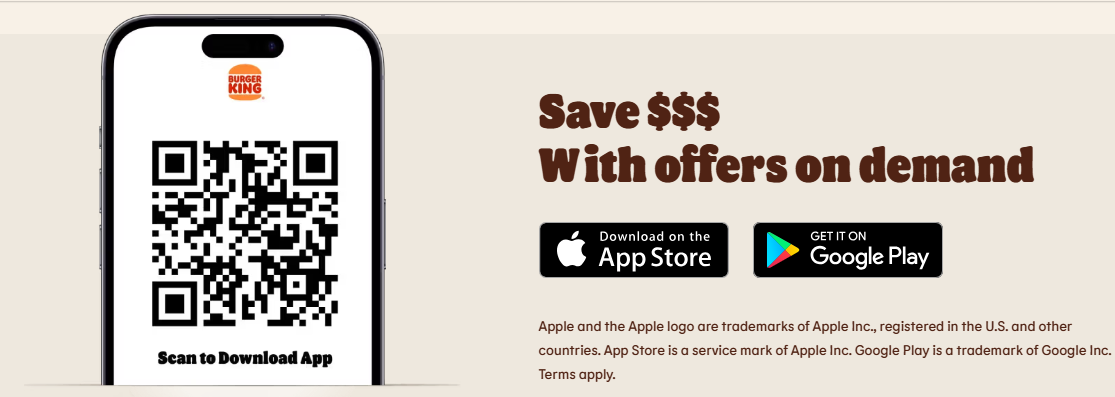 BURGER
KING
Scan to Download App
Save $$$
With offers on demand
Download on the
App Store
GET IT ON
Google Play
Apple and the Apple logo are trademarks of Apple Inc., registered in the U.S. and other
countries. App Store is a service mark of Apple Inc. Google Play is a trademark of Google Inc.
Terms apply.